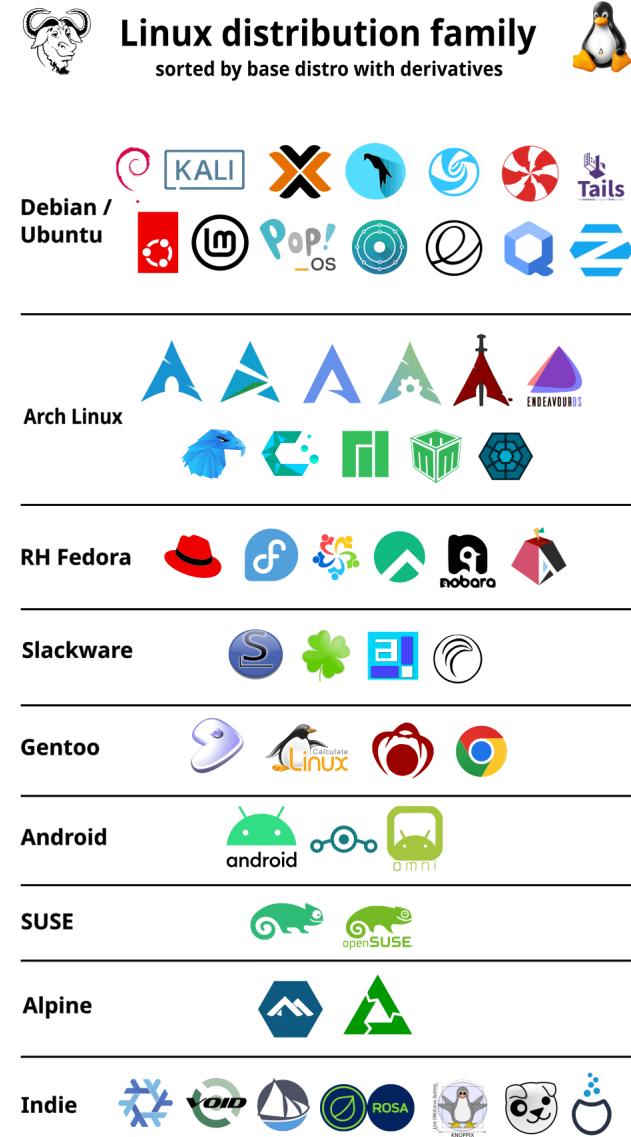 Linux distribution family
sorted by base distro with derivatives
Debian /
Ubuntu
KALI
Tails
Pop!
_OS
Arch Linux
ENDEAVOUROS
RH Fedora
nobara
Slackware
S
a!
Gentoo
Calculate
Linux
Android
android
omni
SUSE
openSUSE
Alpine
Indie
VOID
ROSA
KNOPPIX